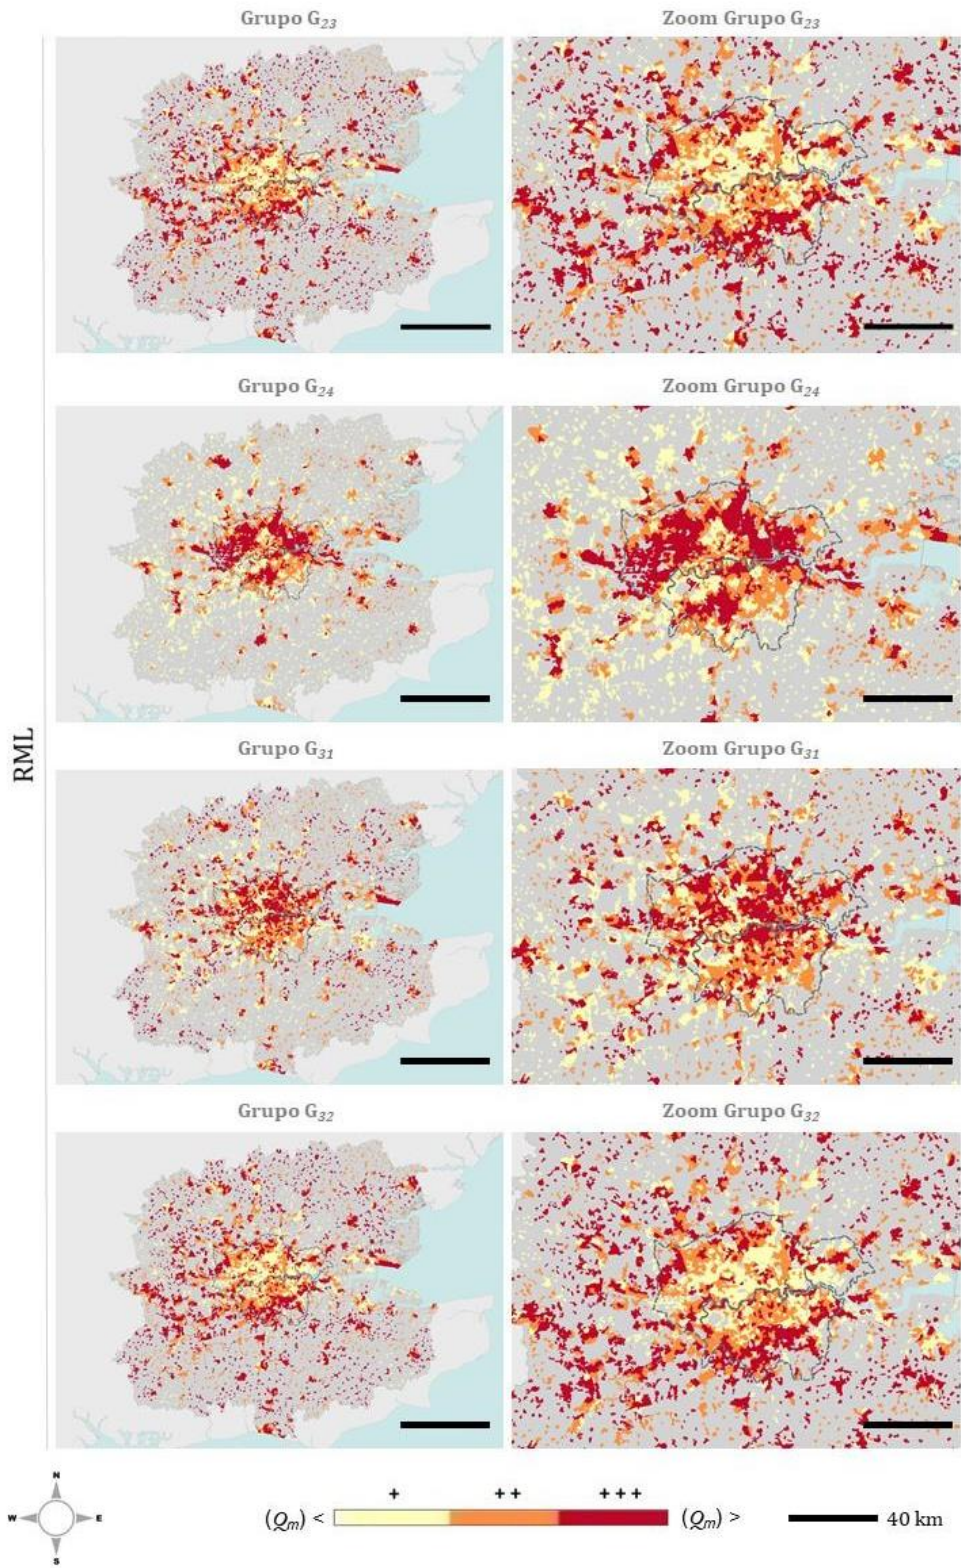 Grupo G23
Zoom Grupo G23
Grupo G24
Zoom Grupo G24
RML
Grupo G31
Zoom Grupo G31
Grupo G32
Zoom Grupo G32
N
W
E
S
+
++
+++
(Qm) <
(Qm) >
40 km